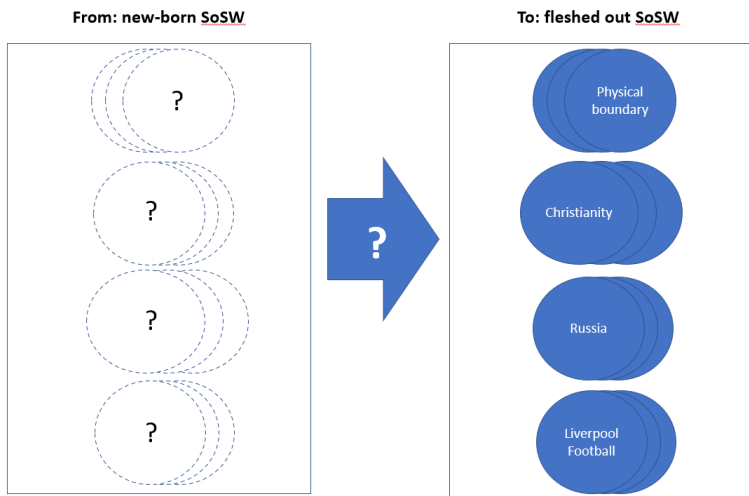 From: new-born SoSW
To: fleshed out SoSW
?
Physical
boundary
?
Christianity
?
?
Russia
?
Liverpool
Football